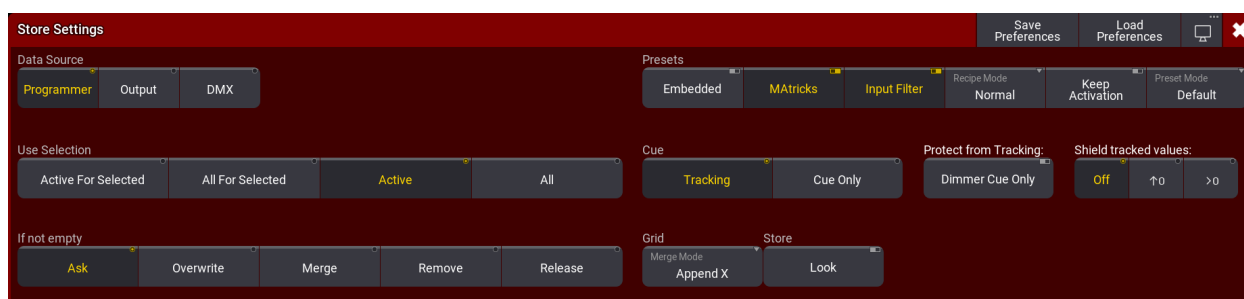 Store Settings
Save
Preferences
Load
Preferences
Data Source
Programmer
Output
DMX
Presets
Embedded
MAtricks
Input Filter
Recipe Mode
Normal
Keep
Activation
Preset Mode
Default
Use Selection
Active For Selected
All For Selected
Active
All
Cue
Tracking
Cue Only
Protect from Tracking:
Dimmer Cue Only
Shield tracked values:
Off
↑0
>0
If not empty
Ask
Overwrite
Merge
Remove
Release
Grid
Merge Mode
Append X
Store
Look